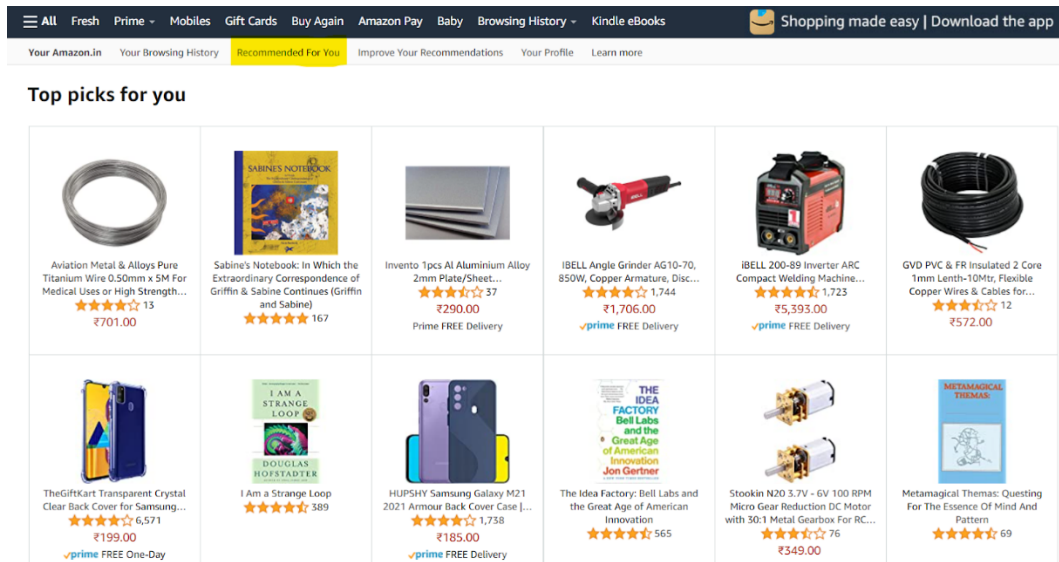 All Fresh Prime Mobiles Gift Cards Buy Again Amazon Pay Baby Browsing History Kindle eBooks Shopping made easy | Download the app
Your Amazon.in Your Browsing History Recommended For You Improve Your Recommendations Your Profile Learn more
Top picks for you
SABINE'S NOTEBOOK
Aviation Metal & Alloys Pure
Titanium Wire 0.50mm x 5M For
Medical Uses or High Strength...
13
₹701.00
Sabine's Notebook: In Which the
Extraordinary Correspondence of
Griffin & Sabine Continues (Griffin
and Sabine)
167
Invento 1pcs Al Aluminium Alloy
2mm Plate/Sheet...
37
₹290.00
Prime FREE Delivery
IBELL Angle Grinder AG10-70,
850W, Copper Armature, Disc...
1,744
₹1,706.00
prime FREE Delivery
iBELL 200-89 Inverter ARC
Compact Welding Machine...
1,723
₹5,393.00
prime FREE Delivery
GVD PVC & FR Insulated 2 Core
1mm Lenth-10Mtr, Flexible
Copper Wires & Cables for...
12
₹572.00
TheGiftKart Transparent Crystal
Clear Back Cover for Samsung...
6,571
₹199.00
prime FREE One-Day
I AM A
STRANGE
LOOP
DOUGLAS
HOFSTADTER
I Am a Strange Loop
389
HUPSHY Samsung Galaxy M21
2021 Armour Back Cover Case |...
1,738
₹185.00
prime FREE Delivery
THE
IDEA
FACTORY
Bell Labs
and the
Great Age
of American
Innovation
Jon Gertner
The Idea Factory: Bell Labs and
the Great Age of American
Innovation
565
Stookin N20 3.7V - 6V 100 RPM
Micro Gear Reduction DC Motor
with 30:1 Metal Gearbox For RC...
76
₹349.00
METAMAGICAL
THEMAS:
Metamagical Themas: Questing
For The Essence Of Mind And
Pattern
69